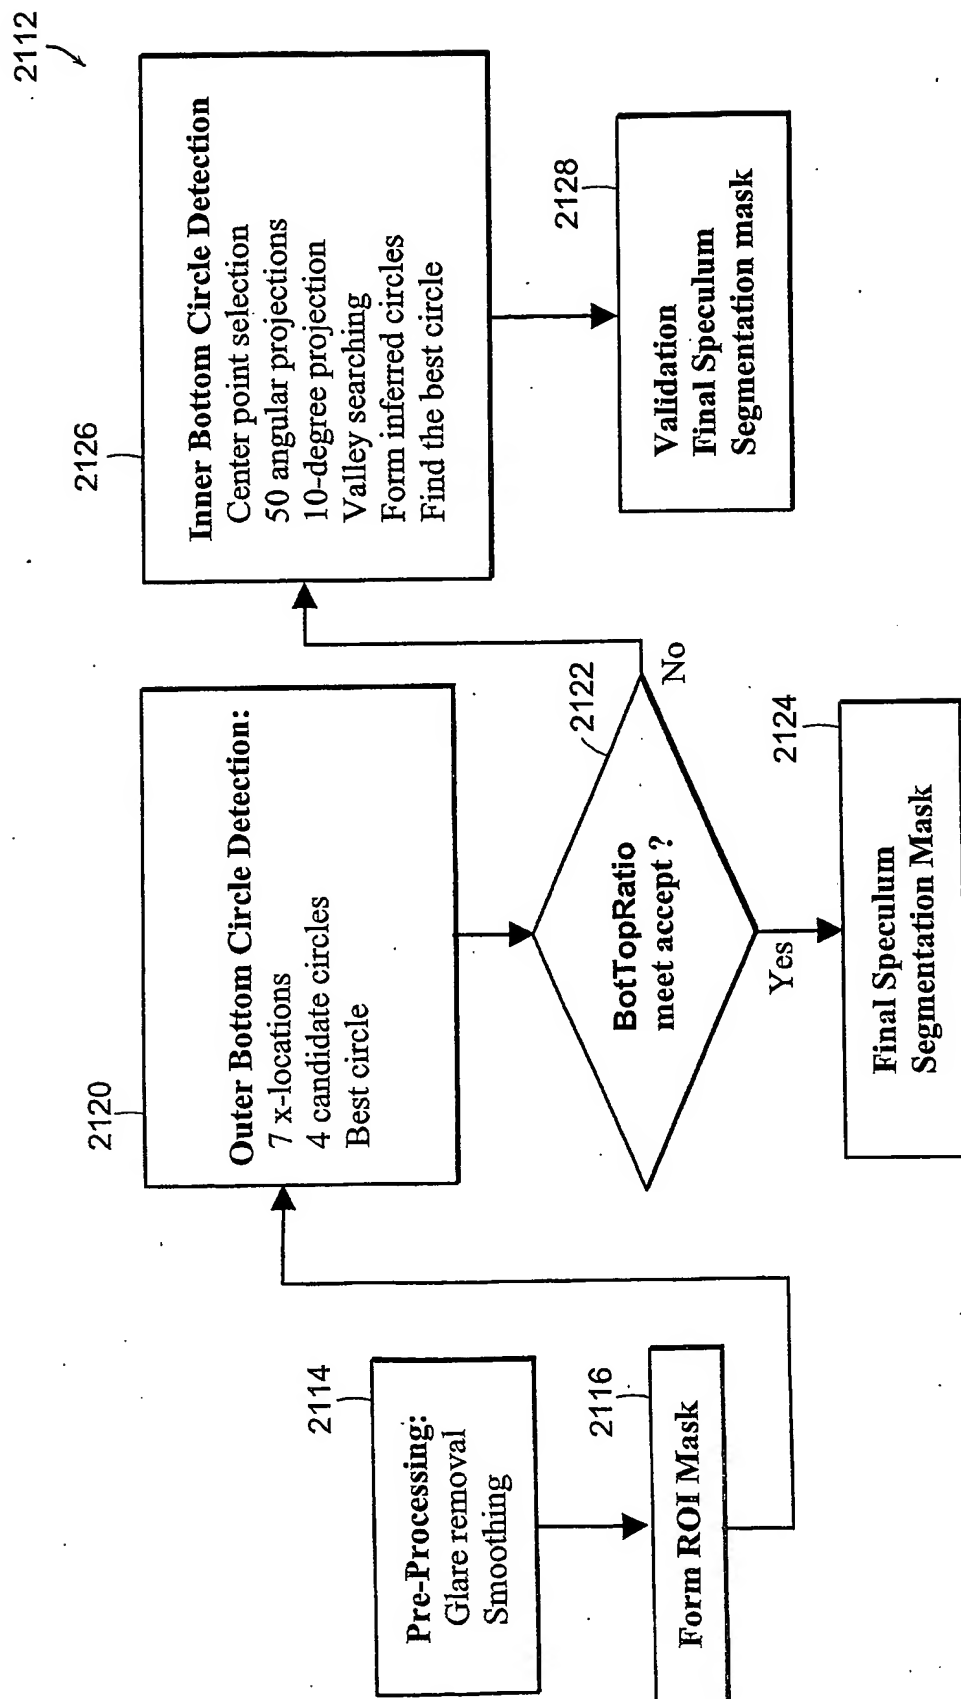 2112
2114
Pre-Processing:
Glare removal
Smoothing
2116
Form ROI Mask
2120
Outer Bottom Circle Detection:
7 x-locations
4 candidate circles
Best circle
2122
BotTopRatio
meet accept ?
No
Yes
2124
Final Speculum
Segmentation Mask
2126
Inner Bottom Circle Detection
Center point selection
50 angular projections
10-degree projection
Valley searching
Form inferred circles
Find the best circle
2128
Validation
Final Speculum
Segmentation mask